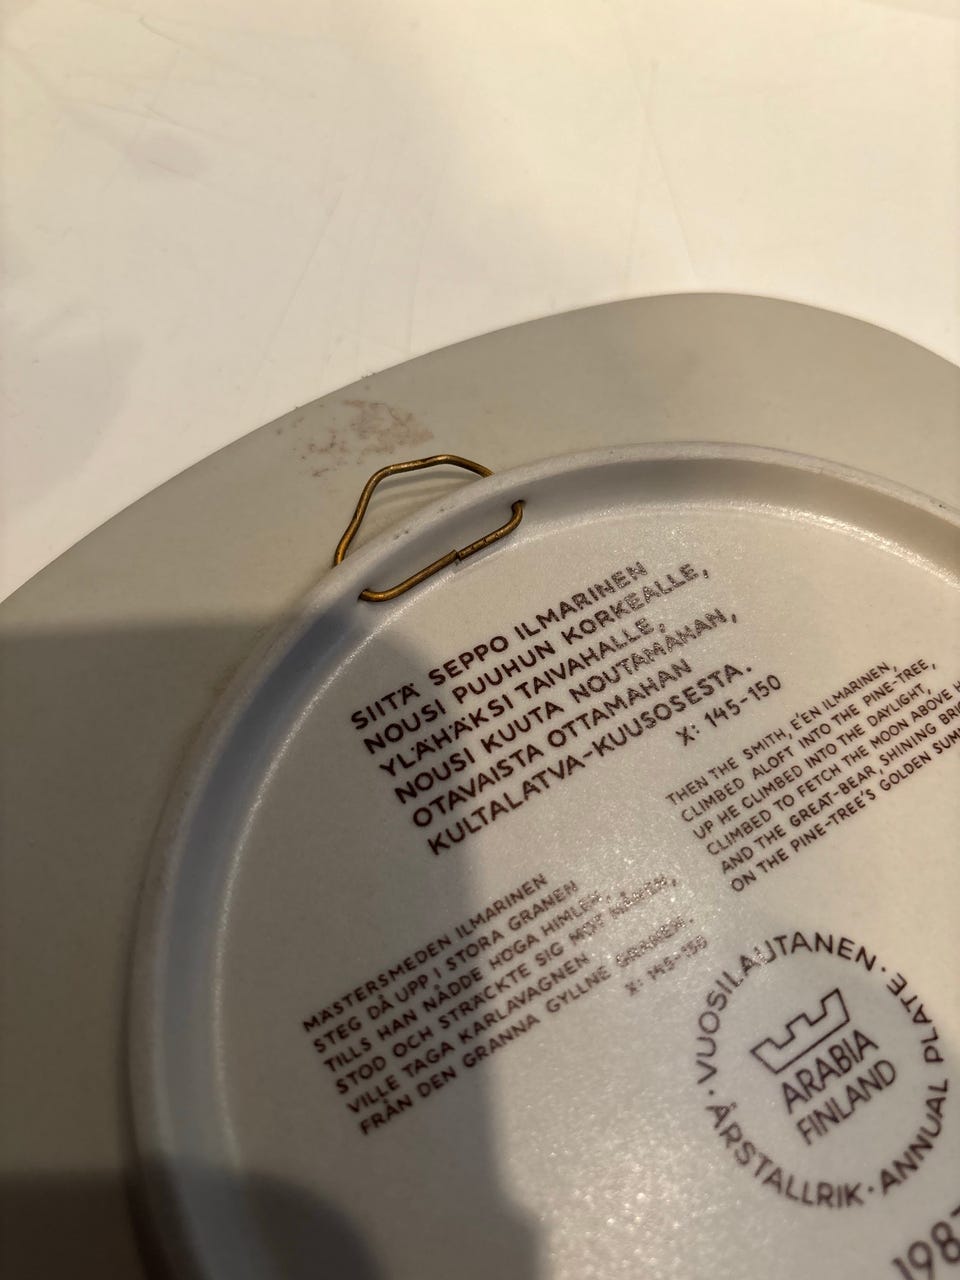 SIITÄ SEPPO ILMARINEN
NOUSI PUUHUN KORKEALLE,
YLÄHÄKSI TAIVAHALLE,
NOUSI KUUTA NOUTAMAHAN,
OTAVAISTA OTTAMAHAN
KULTALATVA-KUUSOSESTA.
X: 145-150
THEN THE SMITH, E'EN ILMARINEN,
CLIMBED ALOFT INTO THE PINE-TREE,
UP HE CLIMBED INTO THE DAYLIGHT,
CLIMBED TO FETCH THE MOON ABOVE
AND THE GREAT-BEAR, SHINING
ON THE PINE-TREE'S GOLDEN
MÄSTERSMEDEN ILMARINEN
STEG DÅ UPP I STORA GRANEN
TILLS HAN NÄDDE HÖGA HIMLEN,
STOD OCH STRÄCKTE SIG MOT MÅNEN,
VILLE TAGA KARLAVAGNEN
FRÅN DEN GRANNA GYLLNE GRANEN.
X: 145-150
· VUOSILAUTANEN · ANNUAL PLATE · ÅRSTALLRIK
ARABIA
FINLAND